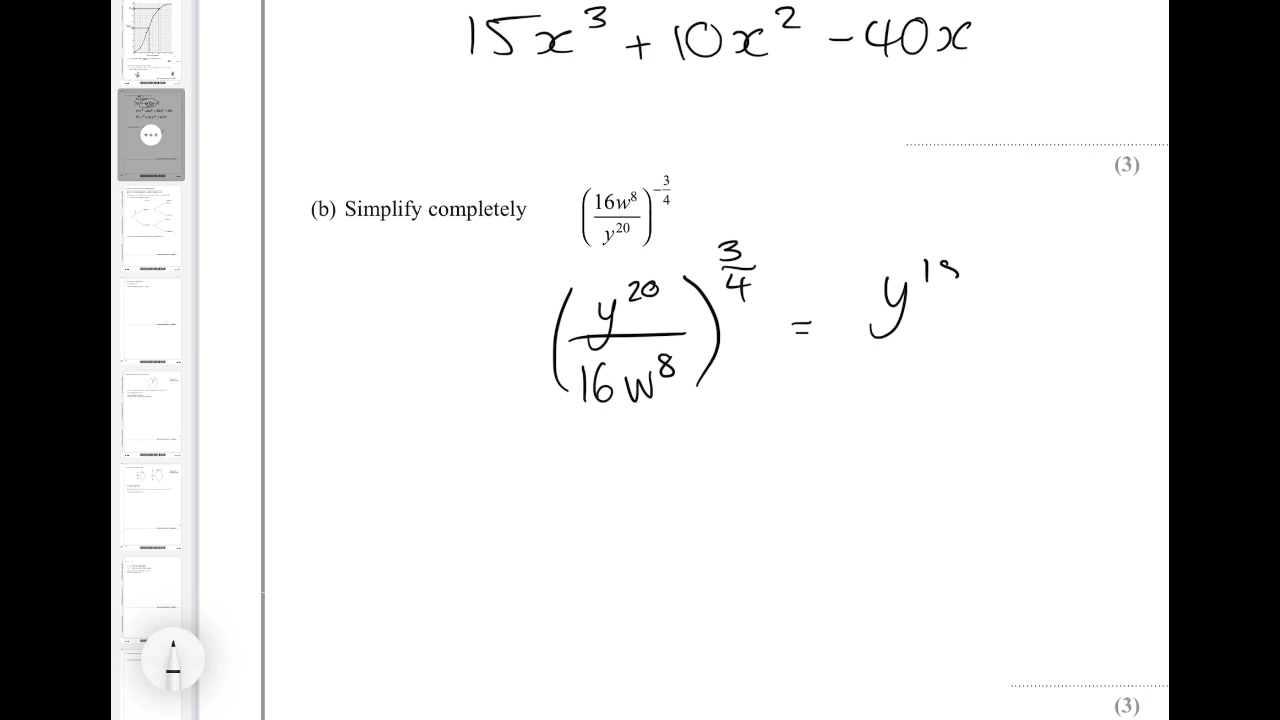 15x³ + 10x² - 40x
(3)
(b) Simplify completely (16w⁸/y²⁰)^(-3/4)
(y²⁰/16w⁸)^(3/4) = y¹⁵
(3)